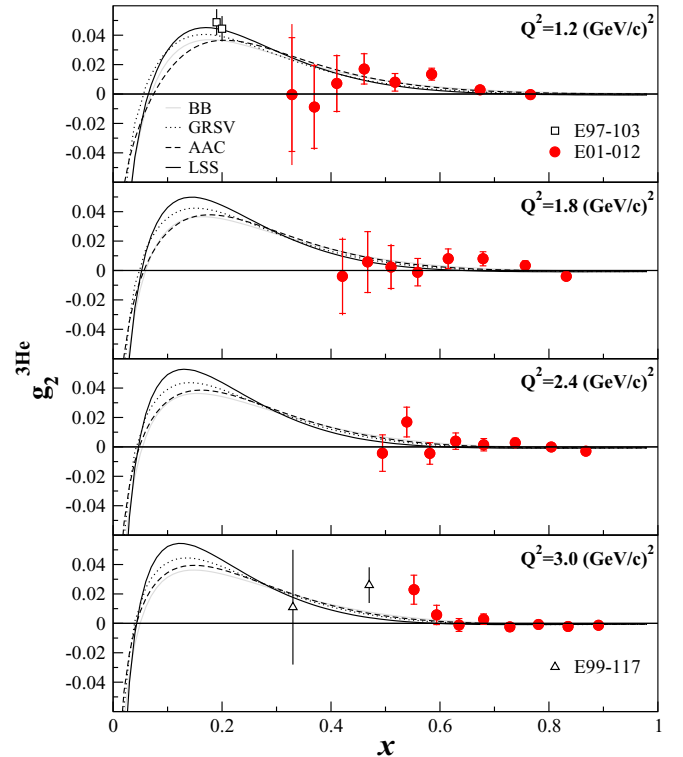 Q²=1.2 (GeV/c)²
0.04
0.02
0
-0.02
-0.04
BB
GRSV
AAC
LSS
E97-103
E01-012
Q²=1.8 (GeV/c)²
0.04
0.02
0
-0.02
-0.04
g₂³ᴴᵉ
Q²=2.4 (GeV/c)²
0.04
0.02
0
-0.02
-0.04
Q²=3.0 (GeV/c)²
0.04
0.02
0
-0.02
-0.04
E99-117
0 0.2 0.4 0.6 0.8 1
x